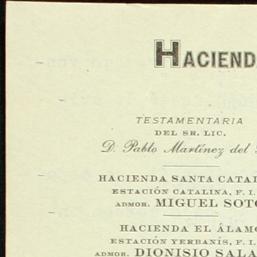 HACIENDA
TESTAMENTARIA
DEL SR. LIC.
D. Pablo Martínez del
HACIENDA SANTA CATAL
ESTACIÓN CATALINA, F. I.
ADMOR. MIGUEL SOTO
HACIENDA EL ÁLAMO
ESTACIÓN YERBANÍS, F. I.
ADMOR. DIONISIO SALA